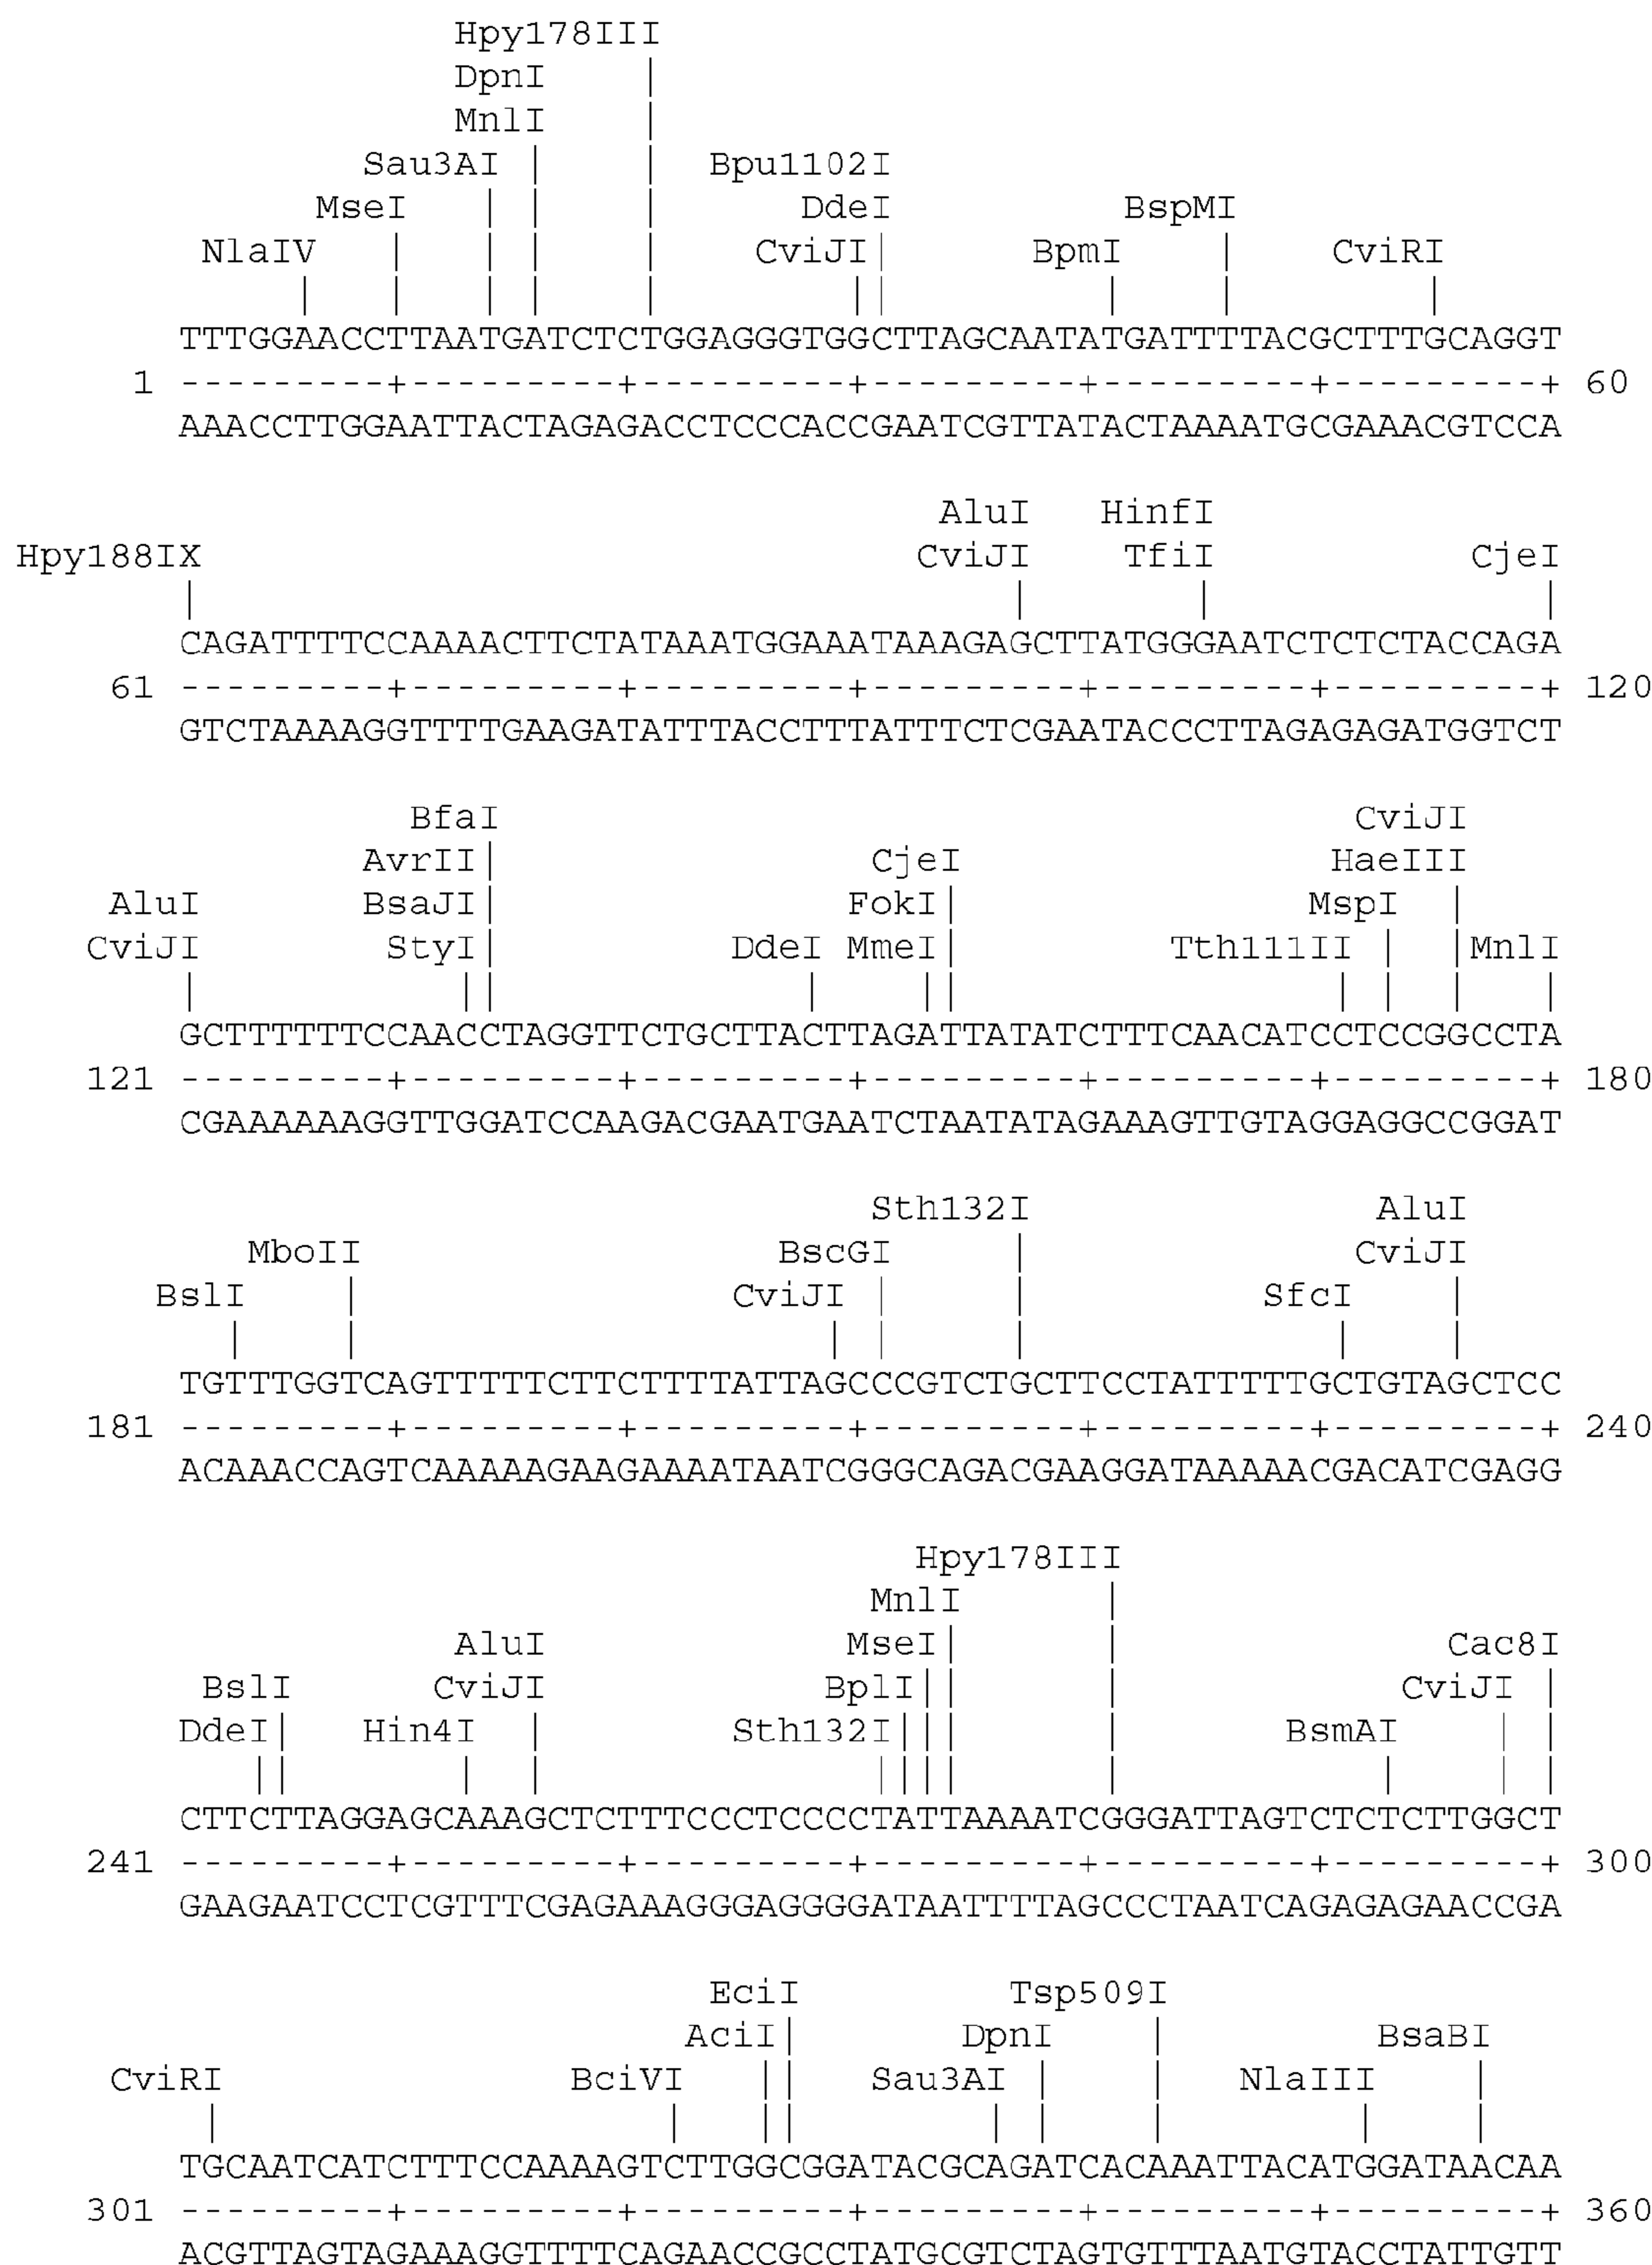 Hpy178III
DpnI
MnlI
Sau3AI Bpu1102I
MseI DdeI BspMI
NlaIV CviJI BpmI CviRI
TTTGGAACCTTAATGATCTCTGGAGGGTGGCTTAGCAATATGATTTTACGCTTTGCAGGT
1 ---------+---------+---------+---------+---------+---------+ 60
AAACCTTGGAATTACTAGAGACCTCCCACCGAATCGTTATACTAAAATGCGAAACGTCCA
AluI HinfI
Hpy188IX CviJI TfiI CjeI
CAGATTTTCCAAAACTTCTATAAATGGAAATAAAGAGCTTATGGGAATCTCTCTACCAGA
61 ---------+---------+---------+---------+---------+---------+ 120
GTCTAAAAGGTTTTGAAGATATTTACCTTTATTTCTCGAATACCCTTAGAGAGATGGTCT
BfaI CviJI
AvrII CjeI HaeIII
AluI BsaJI FokI MspI
CviJI StyI DdeI MmeI Tth111II MnlI
GCTTTTTTCCAACCTAGGTTCTGCTTACTTAGATTATATCTTTCAACATCCTCCGGCCTA
121 ---------+---------+---------+---------+---------+---------+ 180
CGAAAAAAGGTTGGATCCAAGACGAATGAATCTAATATAGAAAGTTGTAGGAGGCCGGAT
Sth132I AluI
MboII BscGI CviJI
BslI CviJI SfcI
TGTTTGGTCAGTTTTTCTTCTTTTATTAGCCCGTCTGCTTCCTATTTTTGCTGTAGCTCC
181 ---------+---------+---------+---------+---------+---------+ 240
ACAAACCAGTCAAAAAGAAGAAAATAATCGGGCAGACGAAGGATAAAAACGACATCGAGG
Hpy178III
MnlI
AluI MseI Cac8I
BslI CviJI BplI CviJI
DdeI Hin4I Sth132I BsmAI
CTTCTTAGGAGCAAAGCTCTTTCCCTCCCCTATTAAAATCGGGATTAGTCTCTCTTGGCT
241 ---------+---------+---------+---------+---------+---------+ 300
GAAGAATCCTCGTTTCGAGAAAGGGAGGGGATAATTTTAGCCCTAATCAGAGAGAACCGA
EciI Tsp509I
AciI DpnI BsaBI
CviRI BciVI Sau3AI NlaIII
TGCAATCATCTTTCCAAAAGTCTTGGCGGATACGCAGATCACAAATTACATGGATAACAA
301 ---------+---------+---------+---------+---------+---------+ 360
ACGTTAGTAGAAAGGTTTTCAGAACCGCCTATGCGTCTAGTGTTTAATGTACCTATTGTT